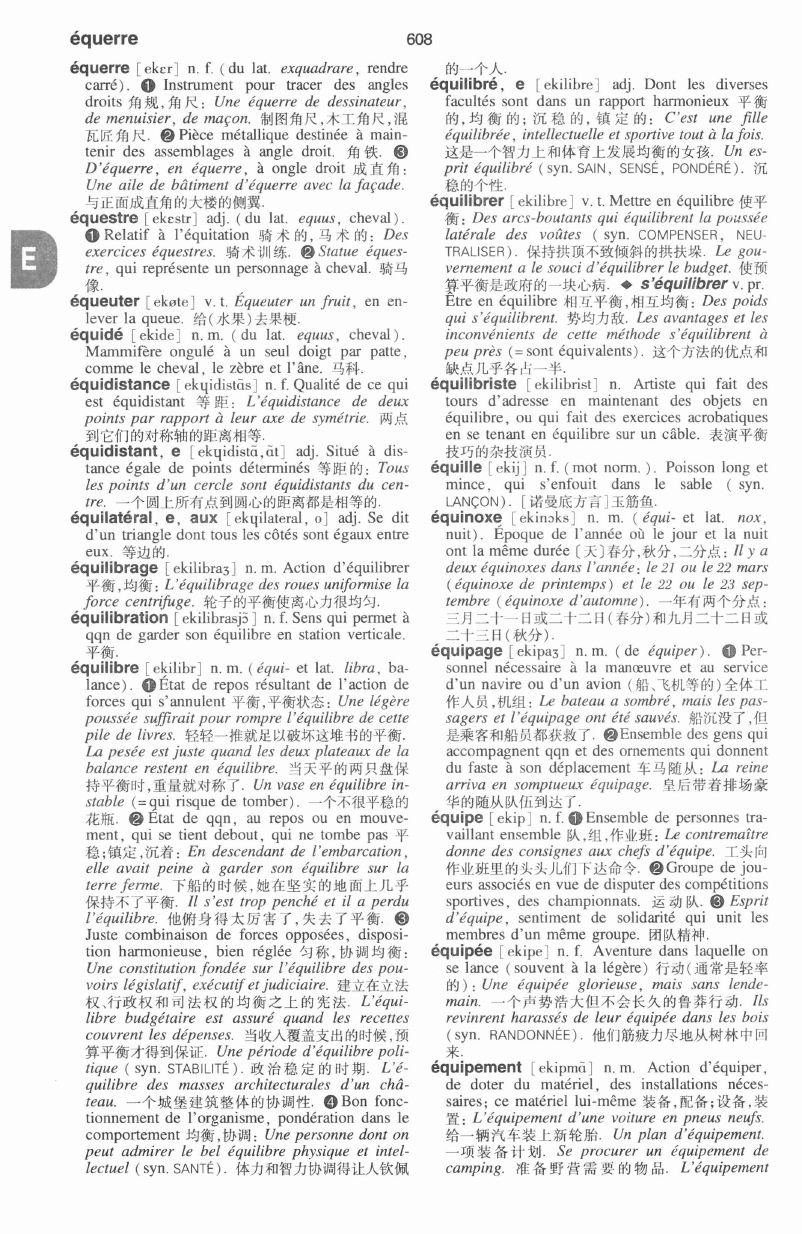 équerre
608
équerre [ekɛr] n. f. (du lat. exquadrare, rendre
carré). ❶ Instrument pour tracer des angles
droits 角规,角尺: Une équerre de dessinateur,
de menuisier, de maçon. 制图角尺,木工角尺,混
瓦匠角尺. ❷ Pièce métallique destinée à main-
tenir des assemblages à angle droit. 角铁. ❸
D'équerre, en équerre, à ongle droit 成直角:
Une aile de bâtiment d'équerre avec la façade.
与正面成直角的大楼的侧翼.
équestre [ekɛstr] adj. (du lat. equus, cheval).
❶ Relatif à l'équitation 骑术的,马术的: Des
exercices équestres. 骑术训练. ❷ Statue éques-
tre, qui représente un personnage à cheval. 骑马
像.
équeuter [ekøte] v. t. Équeuter un fruit, en en-
lever la queue. 给(水果)去果梗.
équidé [ekide] n. m. (du lat. equus, cheval).
Mammifère ongulé à un seul doigt par patte,
comme le cheval, le zèbre et l'âne. 马科.
équidistance [ekɥidistɑ̃s] n. f. Qualité de ce qui
est équidistant 等距: L'équidistance de deux
points par rapport à leur axe de symétrie. 两点
到它们的对称轴的距离相等.
équidistant, e [ekɥidistɑ̃,ɑ̃t] adj. Situé à dis-
tance égale de points déterminés 等距的: Tous
les points d'un cercle sont équidistants du cen-
tre. 一个圆上所有点到圆心的距离都是相等的.
équilatéral, e, aux [ekɥilateral, o] adj. Se dit
d'un triangle dont tous les côtés sont égaux entre
eux. 等边的.
équilibrage [ekilibraʒ] n. m. Action d'équilibrer
平衡,均衡: L'équilibrage des roues uniformise la
force centrifuge. 轮子的平衡使离心力很均匀.
équilibration [ekilibrasjɔ̃] n. f. Sens qui permet à
qqn de garder son équilibre en station verticale.
平衡.
équilibre [ekilibr] n. m. (équi- et lat. libra, ba-
lance). ❶État de repos résultant de l'action de
forces qui s'annulent 平衡,平衡状态: Une légère
poussée suffirait pour rompre l'équilibre de cette
pile de livres. 轻轻一推就足以破坏这堆书的平衡.
La pesée est juste quand les deux plateaux de la
balance restent en équilibre. 当天平的两只盘保
持平衡时,重量就对称了. Un vase en équilibre in-
stable (=qui risque de tomber). 一个不很平稳的
花瓶. ❷ État de qqn, au repos ou en mouve-
ment, qui se tient debout, qui ne tombe pas 平
稳;镇定,沉着: En descendant de l'embarcation,
elle avait peine à garder son équilibre sur la
terre ferme. 下船的时候,她在坚实的地面上几乎
保持不了平衡. Il s'est trop penché et il a perdu
l'équilibre. 他俯身得太厉害了,失去了平衡. ❸
Juste combinaison de forces opposées, disposi-
tion harmonieuse, bien réglée 匀称,协调均衡:
Une constitution fondée sur l'équilibre des pou-
voirs législatif, exécutif et judiciaire. 建立在立法
权、行政权和司法权的均衡之上的宪法. L'équi-
libre budgétaire est assuré quand les recettes
couvrent les dépenses. 当收入覆盖支出的时候,预
算平衡才得到保证. Une période d'équilibre poli-
tique (syn. STABILITÉ). 政治稳定的时期. L'é-
quilibre des masses architecturales d'un châ-
teau. 一个城堡建筑整体的协调性. ❹ Bon fonc-
tionnement de l'organisme, pondération dans le
comportement 均衡,协调: Une personne dont on
peut admirer le bel équilibre physique et intel-
lectuel (syn. SANTÉ). 体力和智力协调得让人钦佩
E
的一个人.
équilibré, e [ekilibre] adj. Dont les diverses
facultés sont dans un rapport harmonieux 平衡
的,均衡的;沉稳的,镇定的: C'est une fille
équilibrée, intellectuelle et sportive tout à la fois.
这是一个智力上和体育上发展均衡的女孩. Un es-
prit équilibré (syn. SAIN, SENSÉ, PONDÉRÉ). 沉
稳的个性.
équilibrer [ekilibre] v. t. Mettre en équilibre 使平
衡: Des arcs-boutants qui équilibrent la poussée
latérale des voûtes ( syn. COMPENSER, NEU-
TRALISER). 保持拱顶不致倾斜的拱扶垛. Le gou-
vernement a le souci d'équilibrer le budget. 使预
算平衡是政府的一块心病. ◆ s'équilibrer v. pr.
Être en équilibre 相互平衡,相互均衡: Des poids
qui s'équilibrent. 势均力敌. Les avantages et les
inconvénients de cette méthode s'équilibrent à
peu près (=sont équivalents). 这个方法的优点和
缺点几乎各占一半.
équilibriste [ekilibrist] n. Artiste qui fait des
tours d'adresse en maintenant des objets en
équilibre, ou qui fait des exercices acrobatiques
en se tenant en équilibre sur un câble. 表演平衡
技巧的杂技演员.
équille [ekij] n. f. (mot norm.). Poisson long et
mince, qui s'enfouit dans le sable ( syn.
LANÇON). [诺曼底方言]玉筋鱼.
équinoxe [ekinɔks] n. m. (équi- et lat. nox,
nuit). Époque de l'année où le jour et la nuit
ont la même durée [天]春分,秋分,二分点: Il y a
deux équinoxes dans l'année: le 21 ou le 22 mars
(équinoxe de printemps) et le 22 ou le 23 sep-
tembre (équinoxe d'automne). 一年有两个分点:
三月二十一日或二十二日(春分)和九月二十二日或
二十三日(秋分).
équipage [ekipaʒ] n. m. (de équiper). ❶ Per-
sonnel nécessaire à la manœuvre et au service
d'un navire ou d'un avion (船、飞机等的)全体工
作人员,机组: Le bateau a sombré, mais les pas-
sagers et l'équipage ont été sauvés. 船沉没了,但
是乘客和船员都获救了. ❷Ensemble des gens qui
accompagnent qqn et des ornements qui donnent
du faste à son déplacement 车马随从: La reine
arriva en somptueux équipage. 皇后带着排场豪
华的随从队伍到达了.
équipe [ekip] n. f. ❶Ensemble de personnes tra-
vaillant ensemble 队,组,作业班: Le contremaître
donne des consignes aux chefs d'équipe. 工头向
作业班里的头头儿们下达命令. ❷Groupe de jou-
eurs associés en vue de disputer des compétitions
sportives, des championnats. 运动队. ❸ Esprit
d'équipe, sentiment de solidarité qui unit les
membres d'un même groupe. 团队精神.
équipée [ekipe] n. f. Aventure dans laquelle on
se lance (souvent à la légère) 行动(通常是轻率
的): Une équipée glorieuse, mais sans lende-
main. 一个声势浩大但不会长久的鲁莽行动. Ils
revinrent harassés de leur équipée dans les bois
(syn. RANDONNÉE). 他们筋疲力尽地从树林中回
来.
équipement [ekipmɑ̃] n. m. Action d'équiper,
de doter du matériel, des installations néces-
saires; ce matériel lui-même 装备,配备;设备,装
置: L'équipement d'une voiture en pneus neufs.
给一辆汽车装上新轮胎. Un plan d'équipement.
一项装备计划. Se procurer un équipement de
camping. 准备野营需要的物品. L'équipement